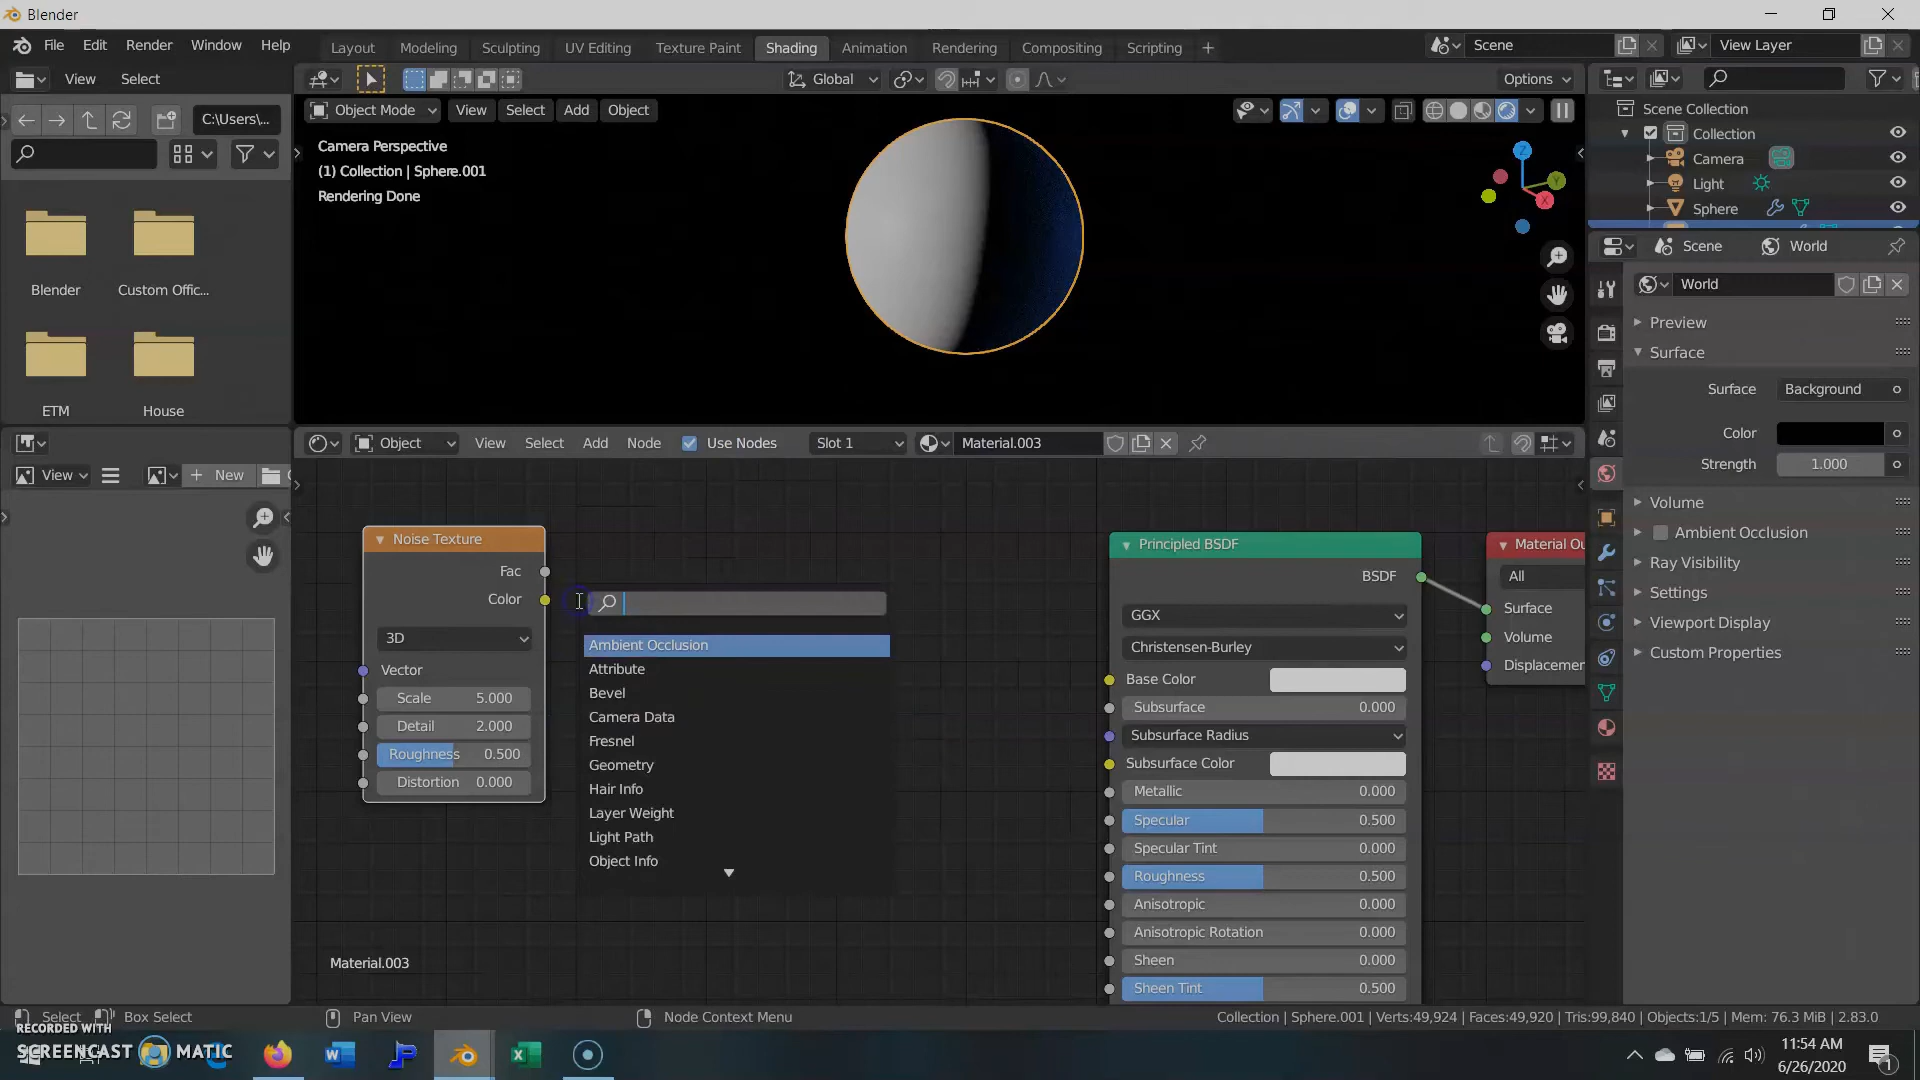 Blender
File Edit Render Window Help
Layout Modeling Sculpting UV Editing Texture Paint Shading Animation Rendering Compositing Scripting +
Scene
View Layer
View Select
Global
Options
C:\Users\...
Object Mode View Select Add Object
Camera Perspective
(1) Collection | Sphere.001
Rendering Done
Z
Y
X
Scene Collection
Collection
Camera
Light
Sphere
Blender
Custom Offic...
ETM
House
Scene
World
World
Preview
Surface
Surface Background
Color
Strength 1.000
Volume
Ambient Occlusion
Ray Visibility
Settings
Viewport Display
Custom Properties
View
+ New
Object View Select Add Node Use Nodes Slot 1 Material.003
Noise Texture
Fac
Color
3D
Vector
Scale 5.000
Detail 2.000
Roughness 0.500
Distortion 0.000
Ambient Occlusion
Attribute
Bevel
Camera Data
Fresnel
Geometry
Hair Info
Layer Weight
Light Path
Object Info
Principled BSDF
BSDF
GGX
Christensen-Burley
Base Color
Subsurface 0.000
Subsurface Radius
Subsurface Color
Metallic 0.000
Specular 0.500
Specular Tint 0.000
Roughness 0.500
Anisotropic 0.000
Anisotropic Rotation 0.000
Sheen 0.000
Sheen Tint 0.500
Material Ou
All
Surface
Volume
Displacemen
Material.003
Select Box Select Pan View Node Context Menu
Collection | Sphere.001 | Verts:49,924 | Faces:49,920 | Tris:99,840 | Objects:1/5 | Mem: 76.3 MiB | 2.83.0
RECORDED WITH
SCREENCAST MATIC
11:54 AM
6/26/2020
1